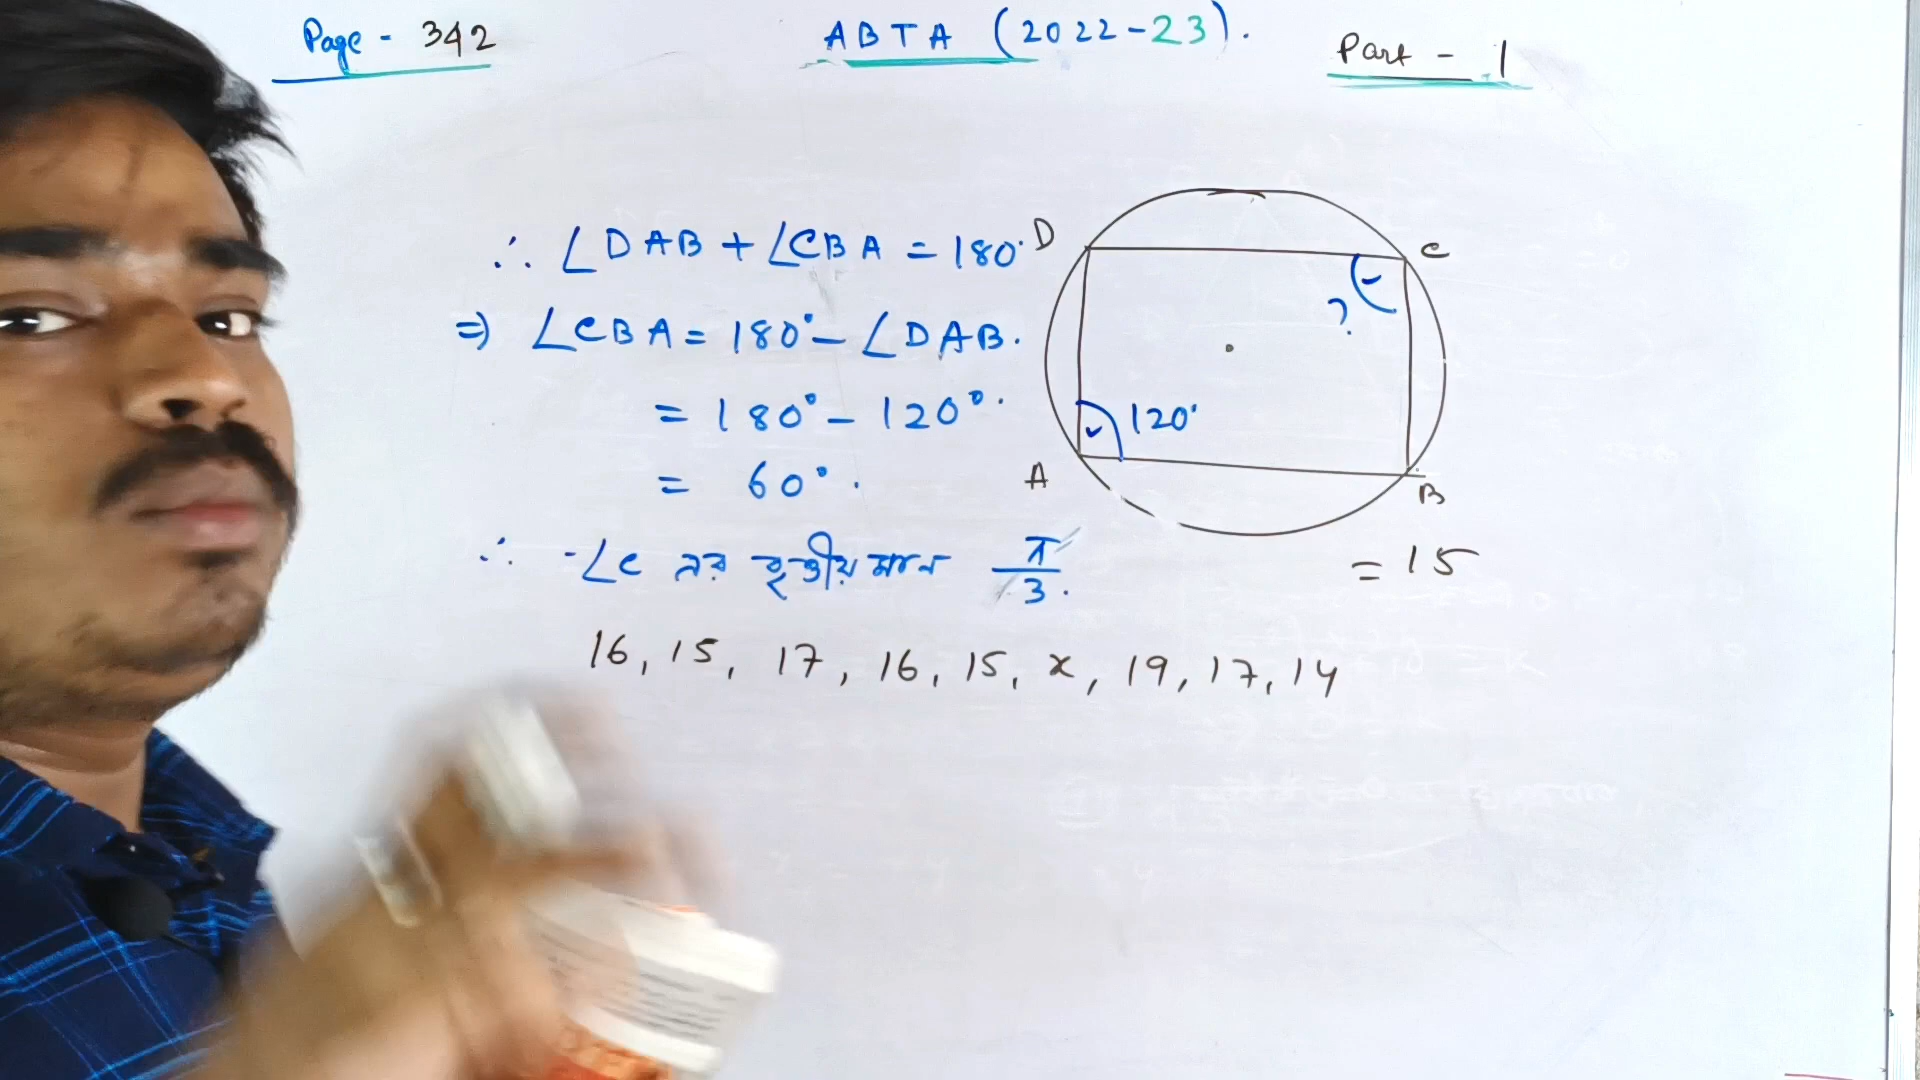 Page - 342
ABTA (2022-23).
Part - 1
∴ ∠DAB + ∠CBA = 180°
⇒ ∠CBA = 180° - ∠DAB.
= 180° - 120°.
= 60°.
∴ ∠C এর বৃত্তীয় মান π/3.
D
C
?
120°
A
B
= 15
16, 15, 17, 16, 15, x, 19, 17, 14